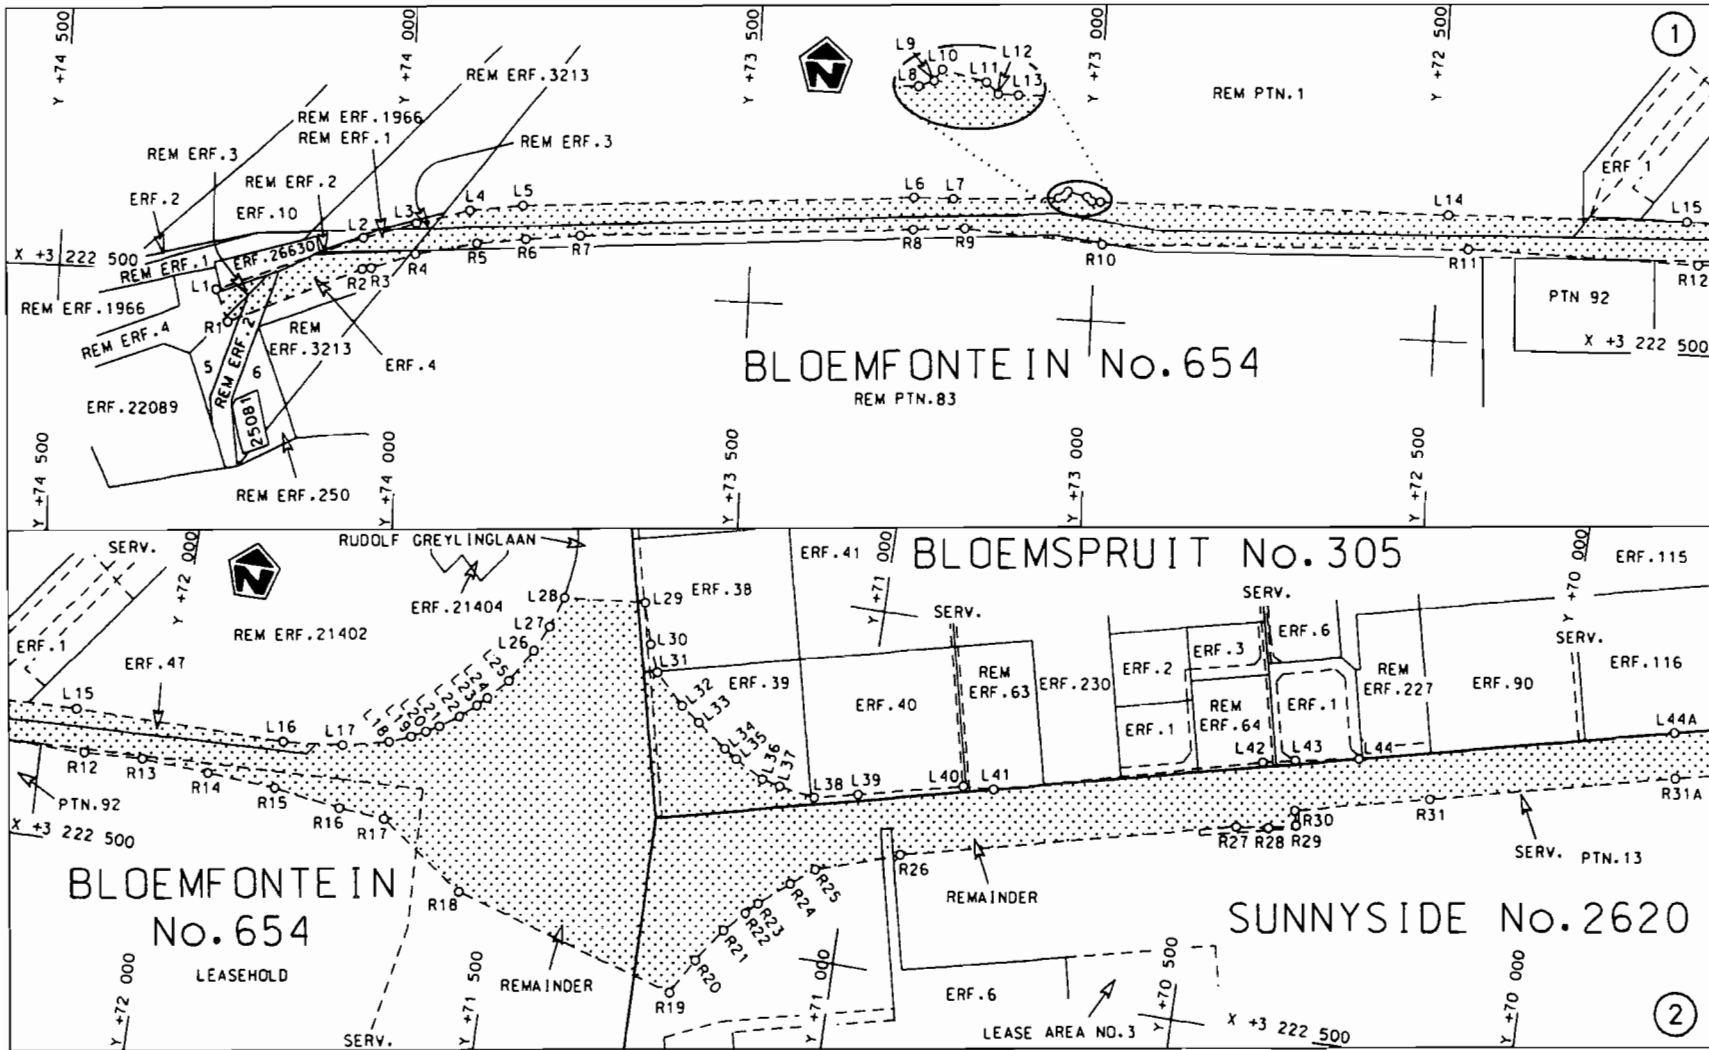 Y +74 500
Y +74 000
Y +73 500
Y +73 000
Y +72 500
1
REM ERF.3213
L9
L10
L12
L8
L11
L13
REM PTN.1
REM ERF.1966
REM ERF.1
REM ERF.3
REM ERF.3
REM ERF.2
ERF.2
ERF.10
ERF 1
L2
L3
L4
L5
L6
L7
L14
L15
X +3 222 500
REM ERF.1
ERF.26630
L1
R1
R2
R3
R4
R5
R6
R7
R8
R9
R10
R11
R12
REM ERF.1966
REM ERF.4
REM ERF.2
REM
ERF.3213
ERF.4
PTN 92
X +3 222 500
5
6
ERF.22089
25081
REM ERF.250
BLOEMFONTEIN No.654
REM PTN.83
Y +74 500
Y +74 000
Y +73 500
Y +73 000
Y +72 500
SERV.
Y +72 000
RUDOLF GREYLINGLAAN
ERF.41
Y +71 000
BLOEMSPRUIT No.305
Y +70 000
ERF.115
ERF.21404
L28
L29
ERF.38
SERV.
SERV.
ERF.1
REM ERF.21402
ERF.47
L27
L26
L30
L31
ERF.39
ERF.40
REM
ERF.63
ERF.230
ERF.2
ERF.3
ERF.6
ERF.1
REM
ERF.64
ERF.1
REM
ERF.227
ERF.90
SERV.
ERF.116
L15
L16
L17
L18
L19
L20
L21
L22
L23
L24
L25
L32
L33
L34
L35
L36
L37
L38
L39
L40
L41
L42
L43
L44
L44A
R12
R13
R14
R15
R16
R17
R18
R19
R20
R21
R22
R23
R24
R25
R26
R27
R28
R29
R30
R31
R31A
PTN.92
X +3 222 500
BLOEMFONTEIN
No.654
LEASEHOLD
REMAINDER
REMAINDER
SERV.
PTN.13
SUNNYSIDE No.2620
Y +72 000
SERV.
Y +71 500
Y +71 000
ERF.6
LEASE AREA NO.3
Y +70 500
X +3 222 500
Y +70 000
2